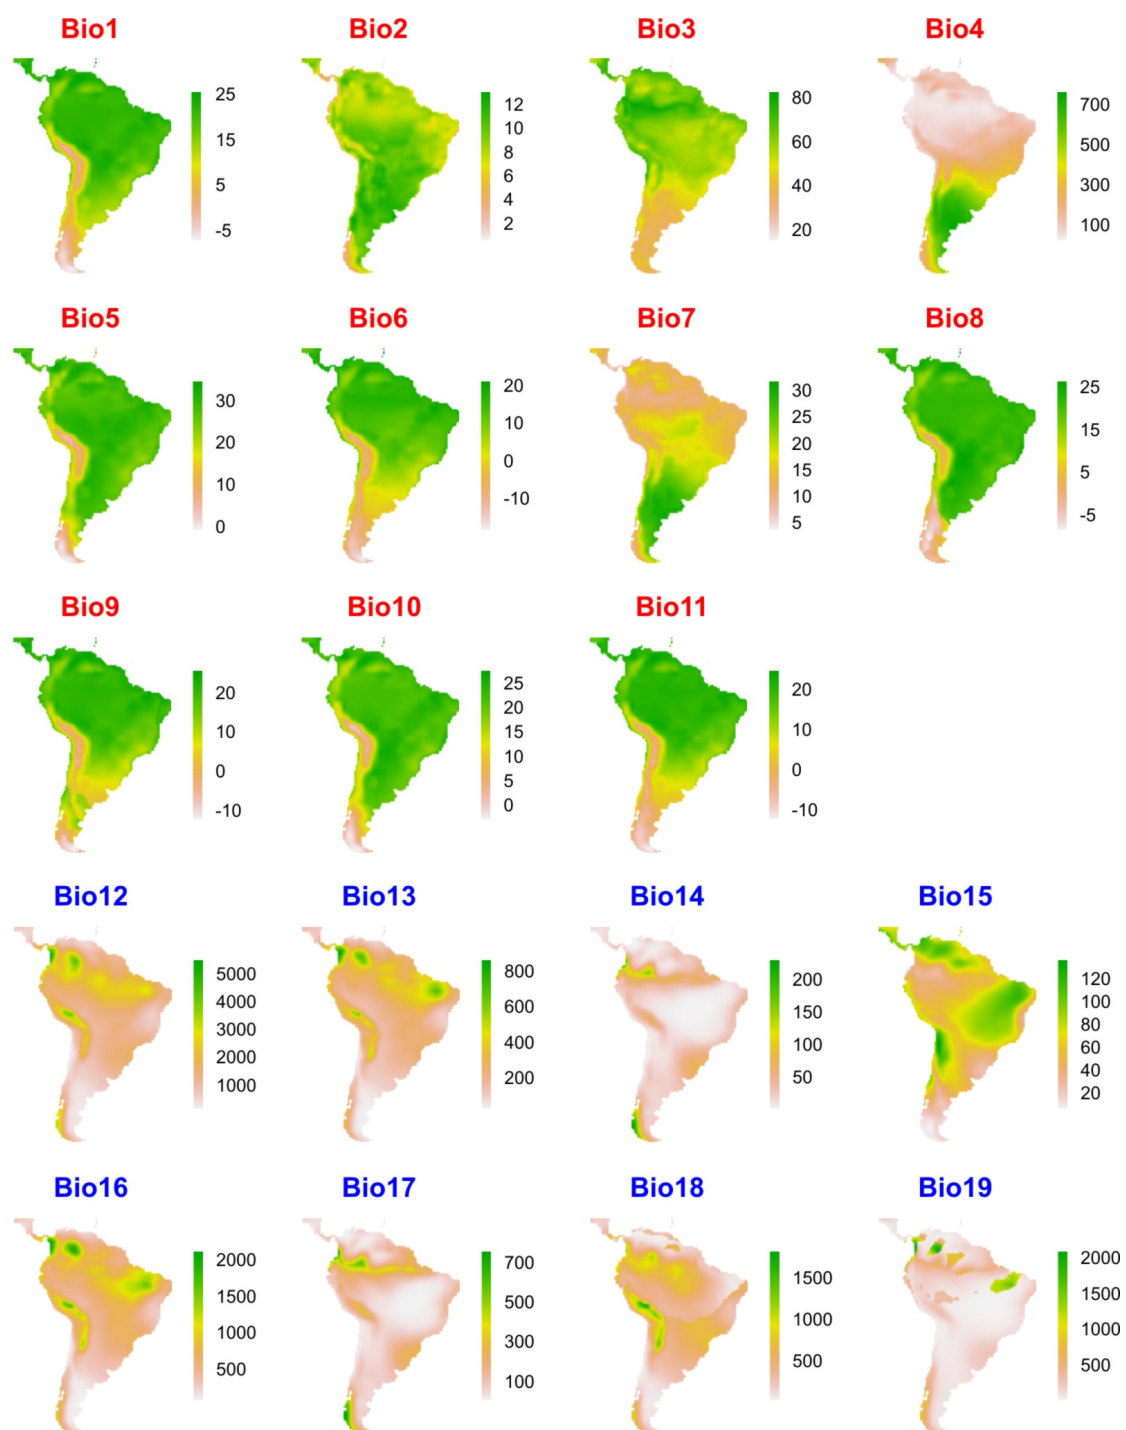 Bio1 Bio2 Bio3 Bio4
25 15 5 -5
12 10 8 6 4 2
80 60 40 20
700 500 300 100
Bio5 Bio6 Bio7 Bio8
30 20 10 0
20 10 0 -10
30 25 20 15 10 5
25 15 5 -5
Bio9 Bio10 Bio11
20 10 0 -10
25 20 15 10 5 0
20 10 0 -10
Bio12 Bio13 Bio14 Bio15
5000 4000 3000 2000 1000
800 600 400 200
200 150 100 50
120 100 80 60 40 20
Bio16 Bio17 Bio18 Bio19
2000 1500 1000 500
700 500 300 100
1500 1000 500
2000 1500 1000 500